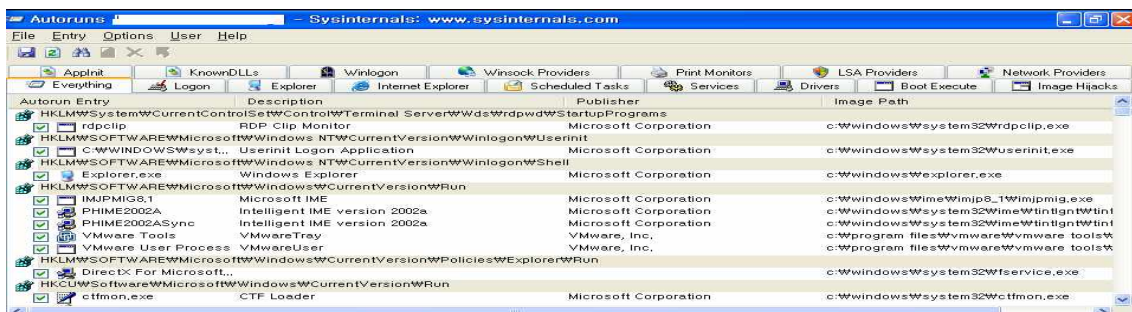 Autoruns - Sysinternals: www.sysinternals.com
File Entry Options User Help
AppInit KnownDLLs Winlogon Winsock Providers Print Monitors LSA Providers Network Providers
Everything Logon Explorer Internet Explorer Scheduled Tasks Services Drivers Boot Execute Image Hijacks
Autorun Entry Description Publisher Image Path
HKLM₩System₩CurrentControlSet₩Control₩Terminal Server₩Wds₩rdpwd₩StartupPrograms
rdpclip RDP Clip Monitor Microsoft Corporation c:₩windows₩system32₩rdpclip.exe
HKLM₩SOFTWARE₩Microsoft₩Windows NT₩CurrentVersion₩Winlogon₩Userinit
C:₩WINDOWS₩syst... Userinit Logon Application Microsoft Corporation c:₩windows₩system32₩userinit.exe
HKLM₩SOFTWARE₩Microsoft₩Windows NT₩CurrentVersion₩Winlogon₩Shell
Explorer.exe Windows Explorer Microsoft Corporation c:₩windows₩explorer.exe
HKLM₩SOFTWARE₩Microsoft₩Windows₩CurrentVersion₩Run
IMJPMIG8.1 Microsoft IME Microsoft Corporation c:₩windows₩ime₩imjp8_1₩imjpmig.exe
PHIME2002A Intelligent IME version 2002a Microsoft Corporation c:₩windows₩system32₩ime₩tintlgnt₩tint
PHIME2002ASync Intelligent IME version 2002a Microsoft Corporation c:₩windows₩system32₩ime₩tintlgnt₩tint
VMware Tools VMwareTray VMware, Inc. c:₩program files₩vmware₩vmware tools₩
VMware User Process VMwareUser VMware, Inc. c:₩program files₩vmware₩vmware tools₩
HKLM₩SOFTWARE₩Microsoft₩Windows₩CurrentVersion₩Policies₩Explorer₩Run
DirectX For Microsoft... c:₩windows₩system32₩fservice.exe
HKCU₩Software₩Microsoft₩Windows₩CurrentVersion₩Run
ctfmon.exe CTF Loader Microsoft Corporation c:₩windows₩system32₩ctfmon.exe